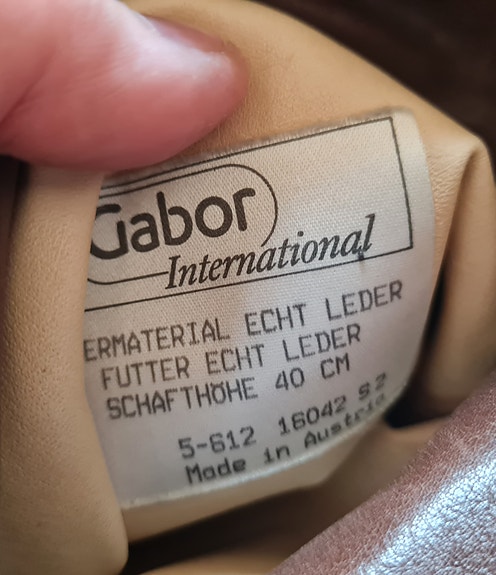 Gabor
International
ERMATERIAL ECHT LEDER
FUTTER ECHT LEDER
SCHAFTHÖHE 40 CM
5-612 16042 S2
Made in Austria